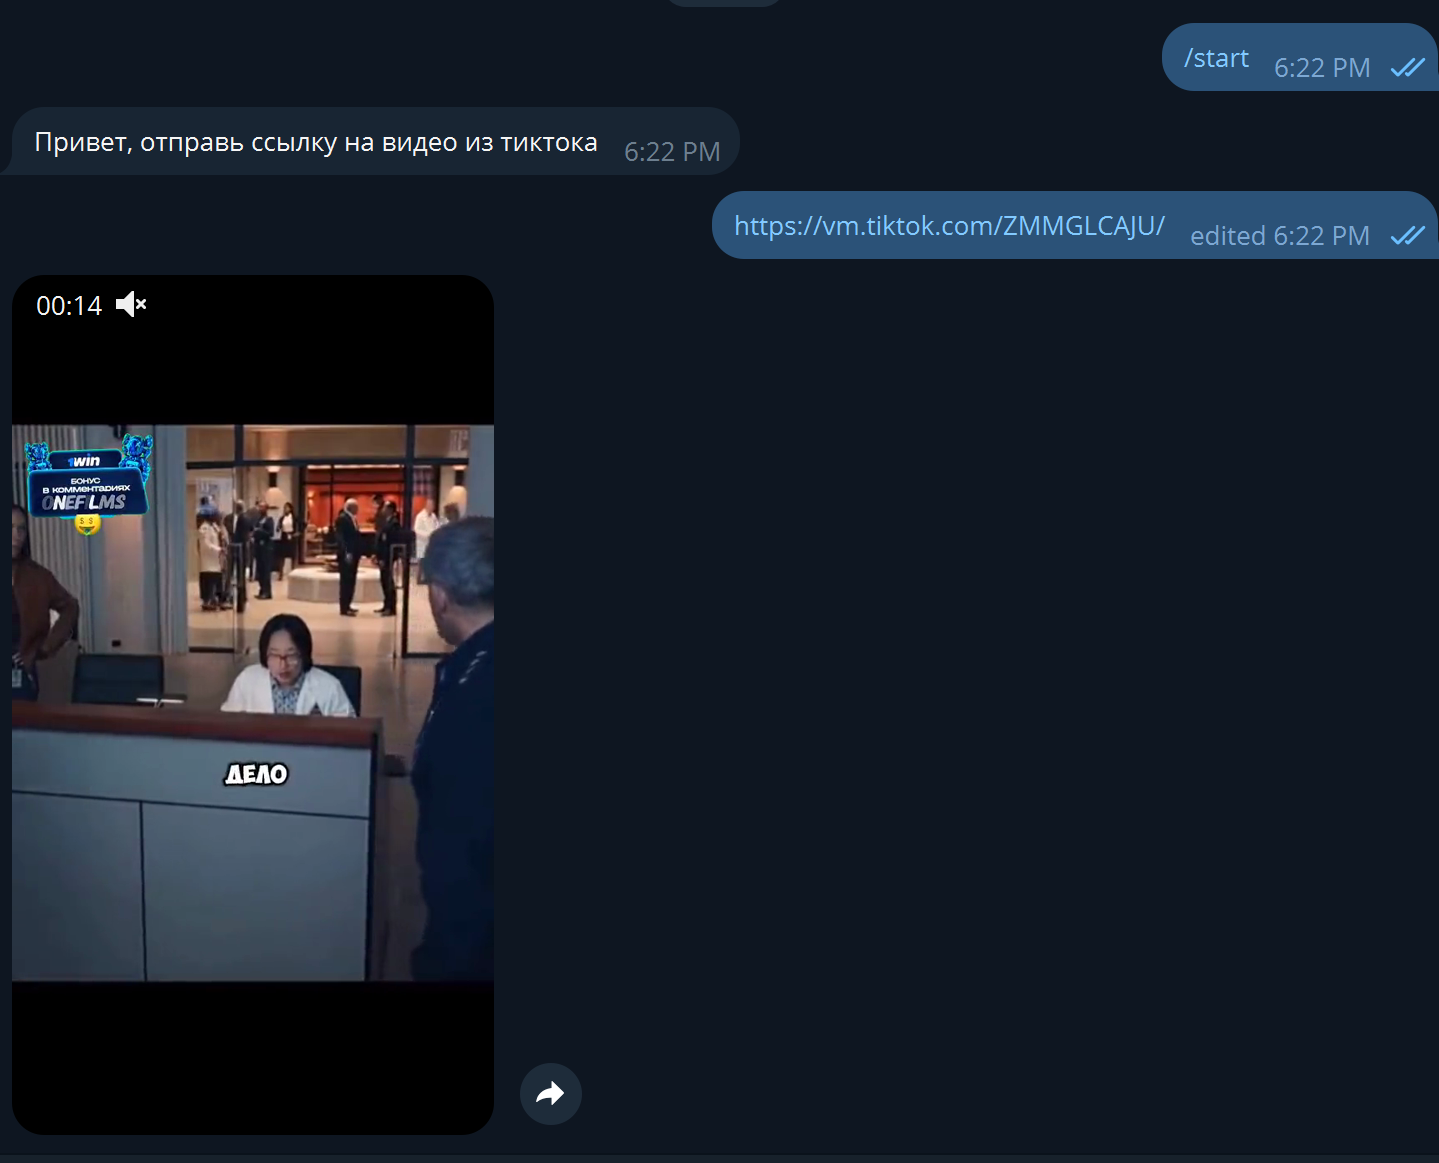 /start 6:22 PM
Привет, отправь ссылку на видео из тиктока 6:22 PM
https://vm.tiktok.com/ZMMGLCAJU/ edited 6:22 PM
00:14
1win
БОНУС
В КОММЕНТАРИЯХ
ONEFILMS
$ $
ДЕЛО